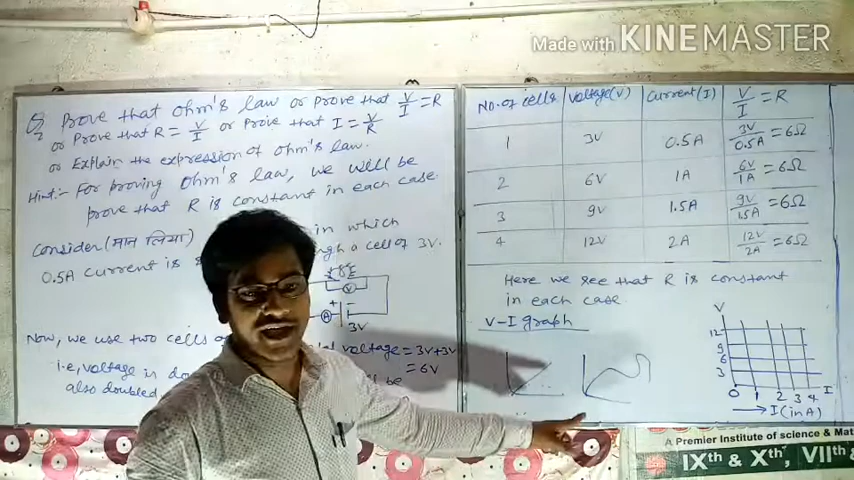 Made with KINEMASTER
Q Prove that Ohm's law or prove that V/I = R
or Prove that R = V/I or prove that I = V/R
or Explain the expression of Ohm's law.
Hint:- For proving Ohm's law, we will be
prove that R is constant in each case.
Consider (मान लिया) in which
0.5A current is a cell of 3V.
R
V
A
+ -
3V
Now, we use two cells voltage = 3V+3V
= 6V
i.e, voltage is
also doubled be
No. of cells Voltage(V) Current(I) V/I = R
1 3V 0.5A 3V/0.5A = 6Ω
2 6V 1A 6V/1A = 6Ω
3 9V 1.5A 9V/1.5A = 6Ω
4 12V 2A 12V/2A = 6Ω
Here we see that R is constant
in each case
V-I graph
V
12
9
6
3
0 1 2 3 4 I
→ I (in A)
A Premier Institute of Science & Mathe
IXth & Xth, XI, VIII